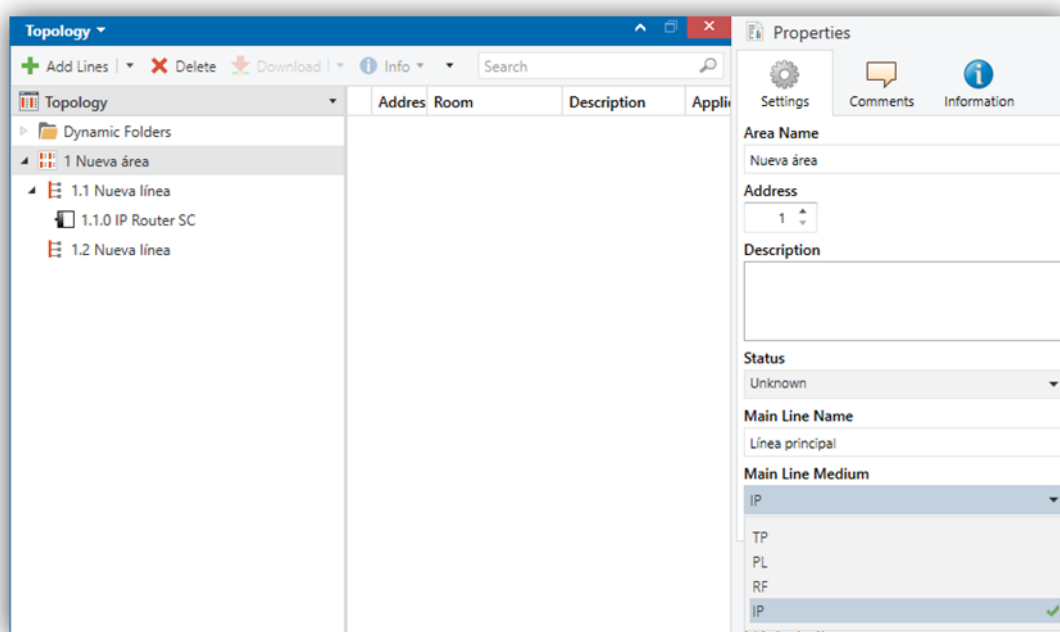 Topology
Add Lines Delete Download Info Search
Topology Addres Room Description Applic
Dynamic Folders
1 Nueva área
1.1 Nueva línea
1.1.0 IP Router SC
1.2 Nueva línea
Properties
Settings Comments Information
Area Name
Nueva área
Address
1
Description
Status
Unknown
Main Line Name
Línea principal
Main Line Medium
IP
TP
PL
RF
IP